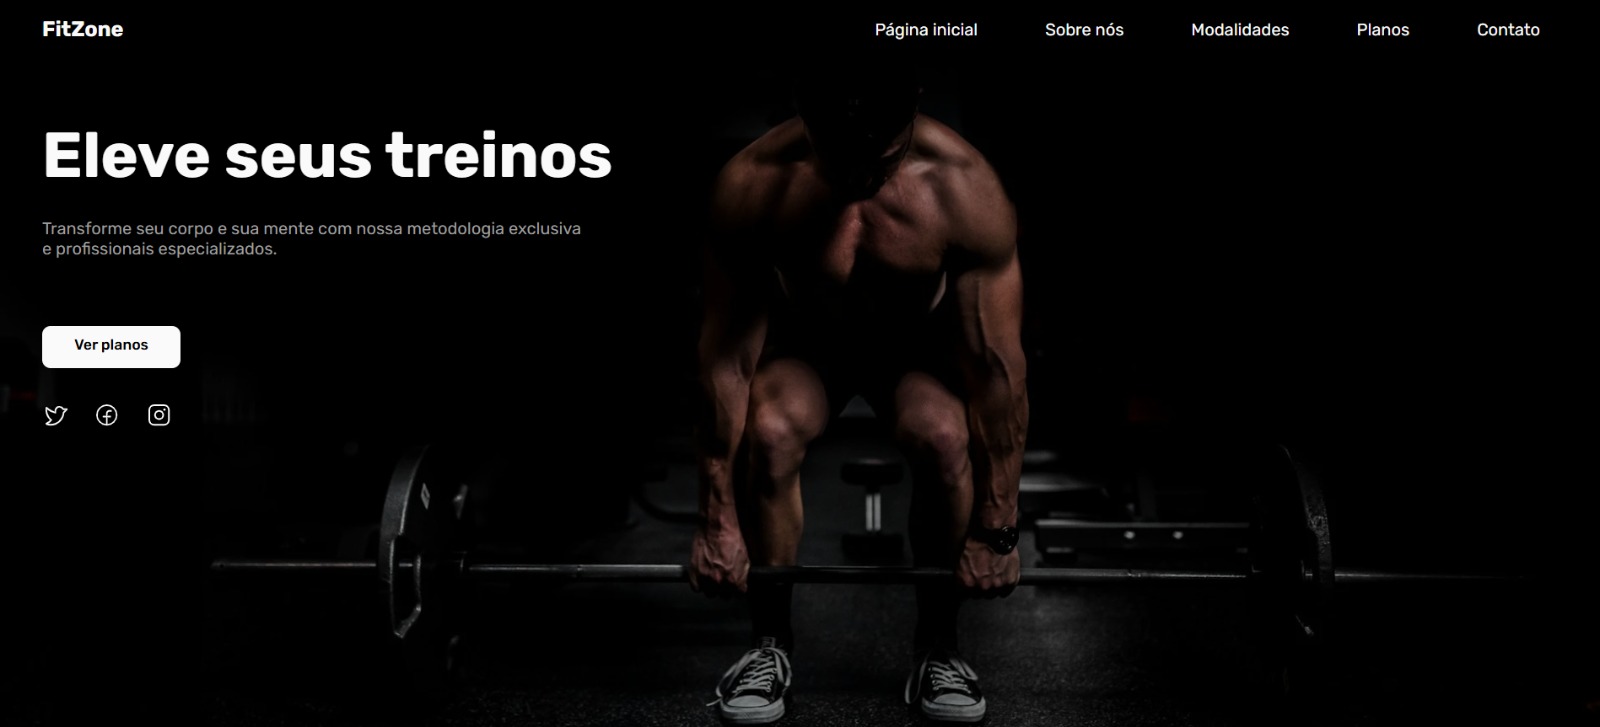 FitZone
Página inicial
Sobre nós
Modalidades
Planos
Contato
Eleve seus treinos
Transforme seu corpo e sua mente com nossa metodologia exclusiva
e profissionais especializados.
Ver planos